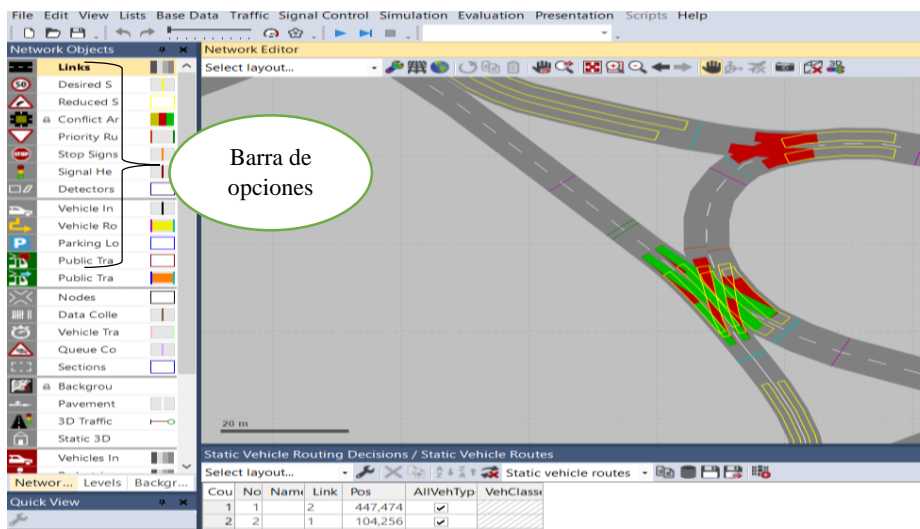 File Edit View Lists Base Data Traffic Signal Control Simulation Evaluation Presentation Scripts Help
Network Objects
Network Editor
Links
Select layout...
50
Desired S
Reduced S
Conflict Ar
Priority Ru
STOP
Stop Signs
Signal He
Detectors
Vehicle In
Vehicle Ro
P
Parking Lo
Public Tra
Public Tra
Nodes
Data Colle
Vehicle Tra
Queue Co
Sections
Backgrou
Pavement
3D Traffic
Static 3D
Vehicles In
Networ... Levels Backgr...
Quick View
Barra de
opciones
20 m
Static Vehicle Routing Decisions / Static Vehicle Routes
Select layout... Static vehicle routes
Cou No Name Link Pos AllVehTyp VehClasse
1 1 2 447,474
2 2 1 104,256